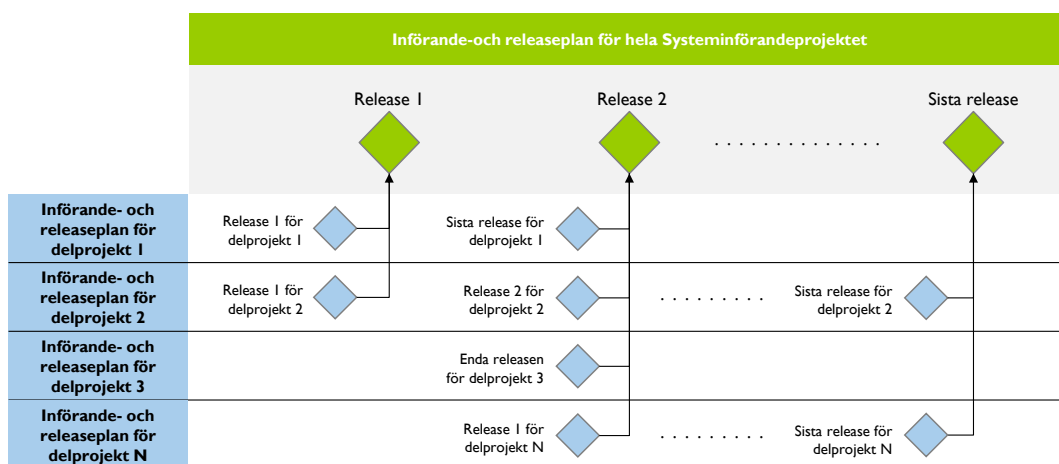 Införande-och releaseplan för hela Systeminförandeprojektet
Release 1
Release 2
Sista release
. . . . . . . . . . . . . . .
Införande- och
releaseplan för
delprojekt 1
Release 1 för
delprojekt 1
Sista release för
delprojekt 1
Införande- och
releaseplan för
delprojekt 2
Release 1 för
delprojekt 2
Release 2 för
delprojekt 2
. . . . . . . . .
Sista release för
delprojekt 2
Införande- och
releaseplan för
delprojekt 3
Enda releasen
för delprojekt 3
Införande- och
releaseplan för
delprojekt N
Release 1 för
delprojekt N
. . . . . . . . .
Sista release för
delprojekt N